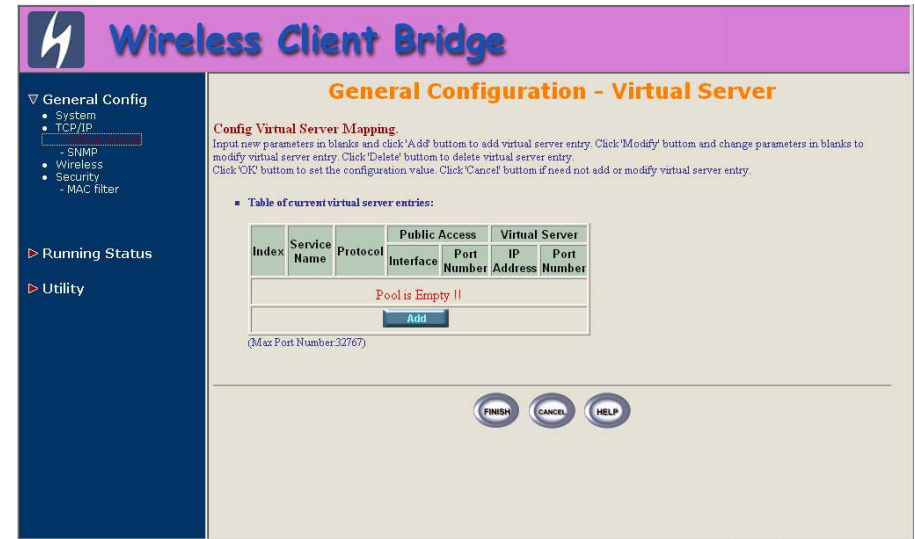 Wireless Client Bridge
General Config
• System
• TCP/IP
- SNMP
• Wireless
• Security
- MAC filter
Running Status
Utility
General Configuration - Virtual Server
Config Virtual Server Mapping.
Input new parameters in blanks and click 'Add' buttom to add virtual server entry. Click 'Modify' buttom and change parameters in blanks to
modify virtual server entry. Click 'Delete' buttom to delete virtual server entry.
Click 'OK' buttom to set the configuration value. Click 'Cancel' buttom if need not add or modify virtual server entry.
Table of current virtual server entries:
Public Access Virtual Server
Index Service Name Protocol Interface Port Number IP Address Port Number
Pool is Empty !!
Add
(Max Port Number:32767)
FINISH CANCEL HELP